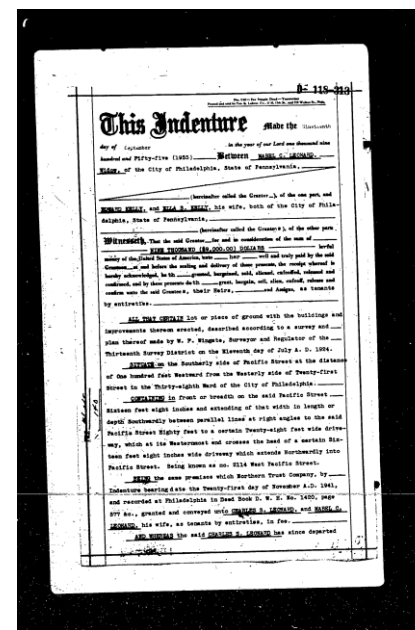 D- 118-313
This Indenture Made the Nineteenth
day of September , in the year of our Lord one thousand nine
hundred and Fifty-five (1955) Between MABEL C. LEONARD,
Widow, of the City of Philadelphia, State of Pennsylvania,
(hereinafter called the Grantor ), of the one part, and
EDWARD KELLY, and ELLA R. KELLY, his wife, both of the City of Phila-
delphia, State of Pennsylvania,
(hereinafter called the Grantees ), of the other part,
Witnesseth, That the said Grantor for and in consideration of the sum of
NINE THOUSAND ($9,000.00) DOLLARS lawful
money of the United States of America, unto her well and truly paid by the said
Grantees at and before the sealing and delivery of these presents, the receipt whereof is
hereby acknowledged, ha th granted, bargained, sold, aliened, enfeoffed, released and
confirmed, and by these presents do th grant, bargain, sell, alien, enfeoff, release and
confirm unto the said Grantees, their Heirs, and Assigns, as tenants
by entireties.
ALL THAT CERTAIN lot or piece of ground with the buildings and
improvements thereon erected, described according to a survey and
plan thereof made by W. F. Wingate, Surveyor and Regulator of the
Thirteenth Survey District on the Eleventh day of July A. D. 1924.
SITUATE on the Southerly side of Pacific Street at the distance
of One hundred feet Westward from the Westerly side of Twenty-first
Street in the Thirty-eighth Ward of the City of Philadelphia.
CONTAINING in front or breadth on the said Pacific Street
Sixteen feet eight inches and extending of that width in length or
depth Southwardly between parallel lines at right angles to the said
Pacific Street Eighty feet to a certain Twenty-eight feet wide drive-
way, which at its Westernmost end crosses the head of a certain Six-
teen feet eight inches wide driveway which extends Northwardly into
Pacific Street. Being known as no. 2114 West Pacific Street.
BEING the same premises which Northern Trust Company, by
Indenture bearing date the Twenty-first day of November A.D. 1941,
and recorded at Philadelphia in Deed Book D. W. H. No. 1420, page
577 &c., granted and conveyed unto CHARLES S. LEONARD, and MABEL C.
LEONARD, his wife, as tenants by entireties, in fee.
AND WHEREAS the said CHARLES S. LEONARD has since departed